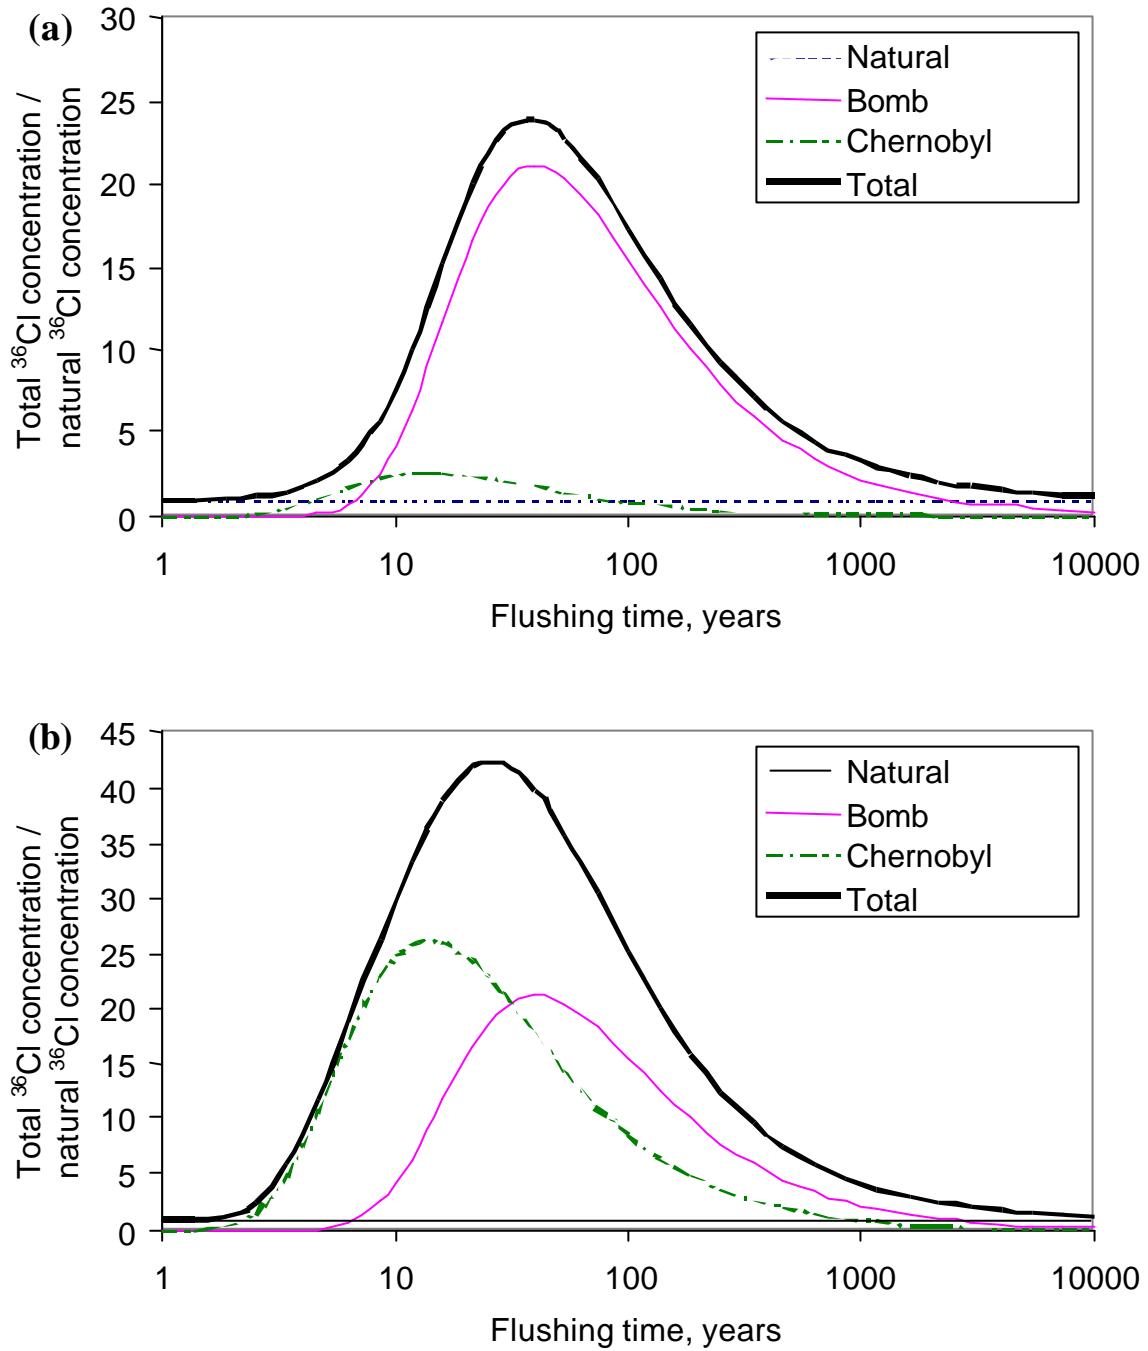 (a)
30
25
20
15
10
5
0
Total ³⁶Cl concentration /
natural ³⁶Cl concentration
Natural
Bomb
Chernobyl
Total
1 10 100 1000 10000
Flushing time, years
(b)
45
40
35
30
25
20
15
10
5
0
Total ³⁶Cl concentration /
natural ³⁶Cl concentration
Natural
Bomb
Chernobyl
Total
1 10 100 1000 10000
Flushing time, years